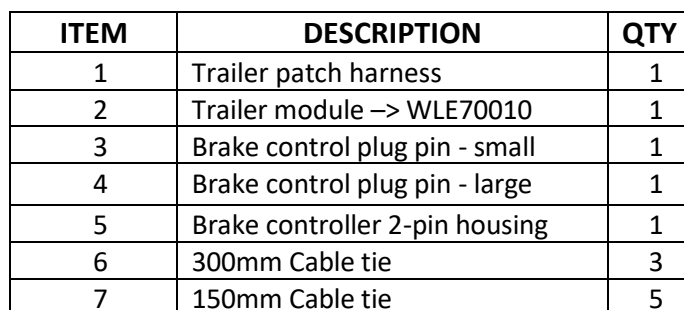 ITEM DESCRIPTION QTY
1 Trailer patch harness 1
2 Trailer module –> WLE70010 1
3 Brake control plug pin - small 1
4 Brake control plug pin - large 1
5 Brake controller 2-pin housing 1
6 300mm Cable tie 3
7 150mm Cable tie 5